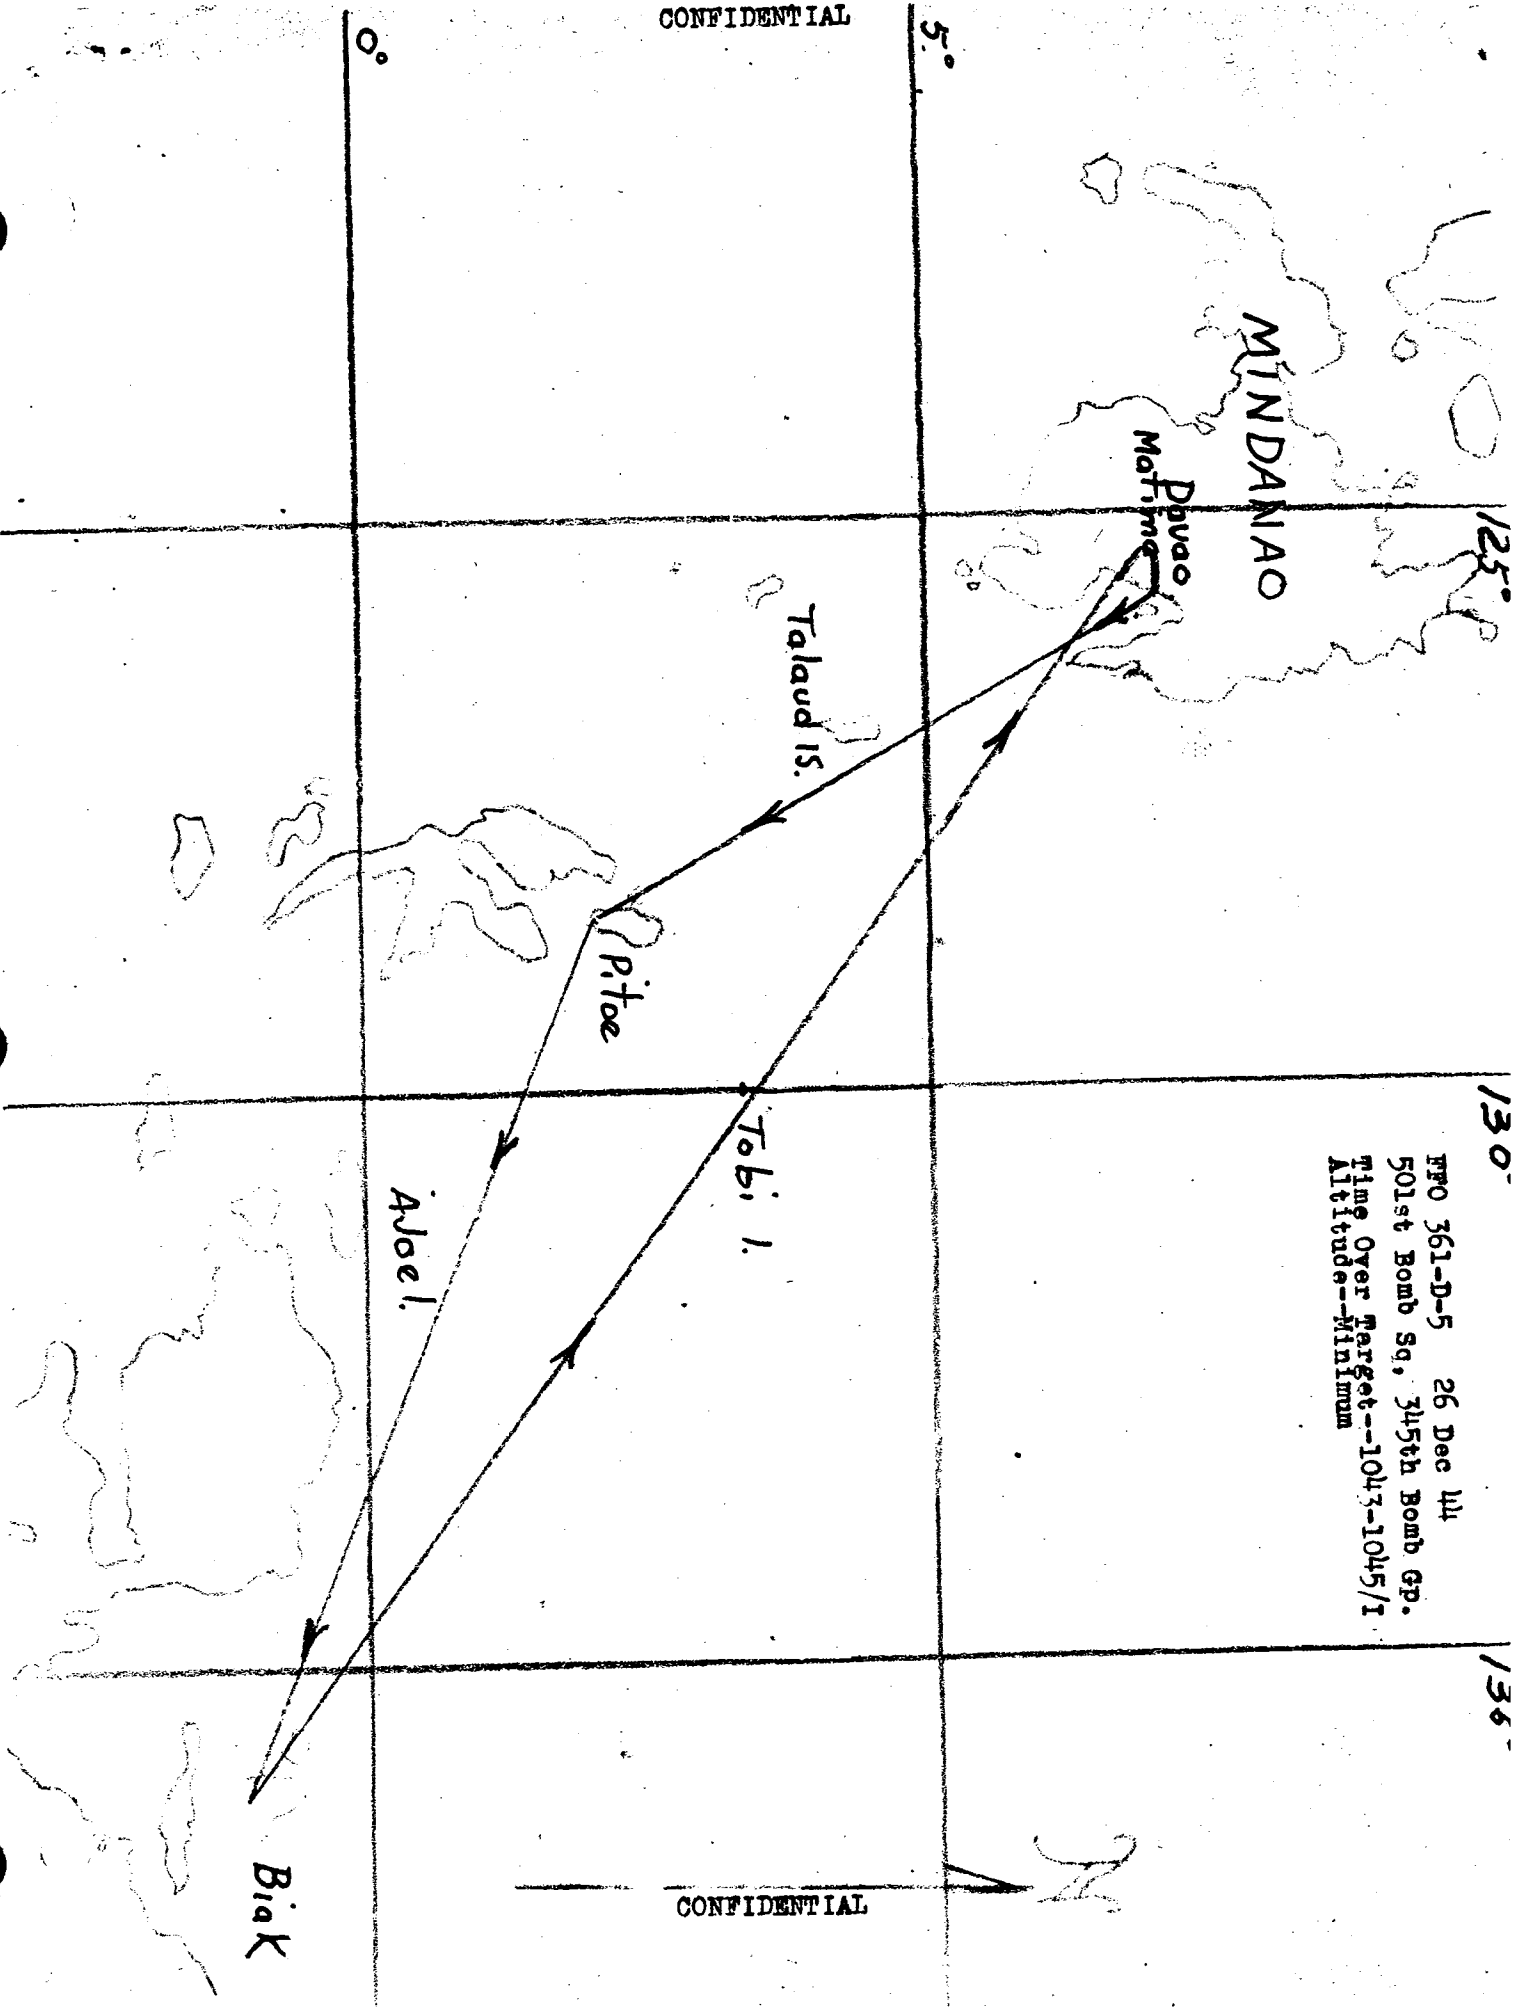 CONFIDENTIAL
125°
130°
135°
FFO 361-D-5 26 Dec 44
501st Bomb Sq, 345th Bomb Gp.
Time Over Target--1043-1045/I
Altitude--Minimum
MINDANAO
Davao
Matina
5°
Talaud IS.
Tobi I.
Pitoe
AJoe I.
0°
Biak
N
CONFIDENTIAL